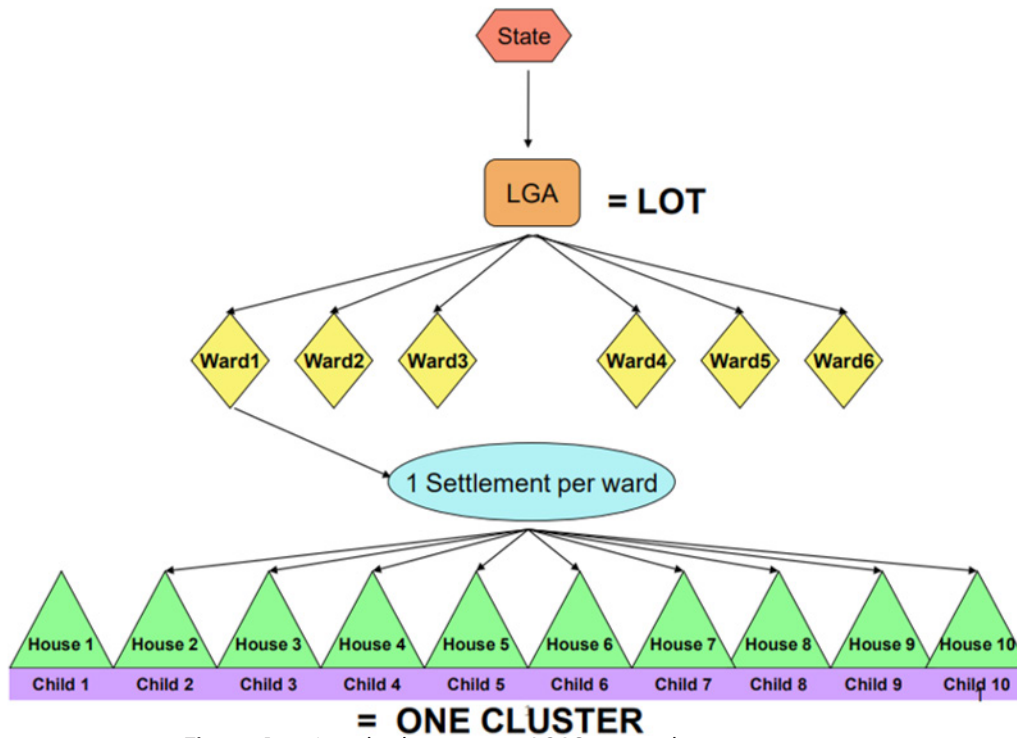 State
LGA
= LOT
Ward1 Ward2 Ward3 Ward4 Ward5 Ward6
1 Settlement per ward
House 1 House 2 House 3 House 4 House 5 House 6 House 7 House 8 House 9 House 10
Child 1 Child 2 Child 3 Child 4 Child 5 Child 6 Child 7 Child 8 Child 9 Child 10
= ONE CLUSTER